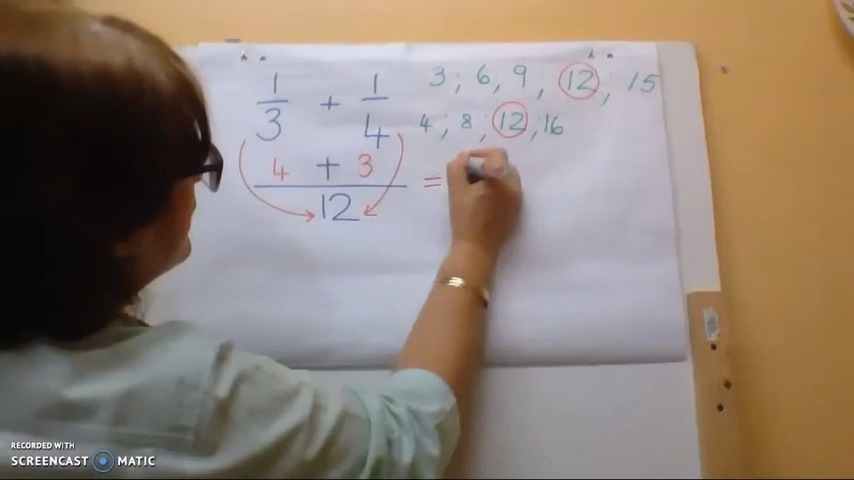 1/3 + 1/4
3; 6; 9, 12, 15
4; 8; 12; 16
4 + 3
12
=
RECORDED WITH
SCREENCAST MATIC